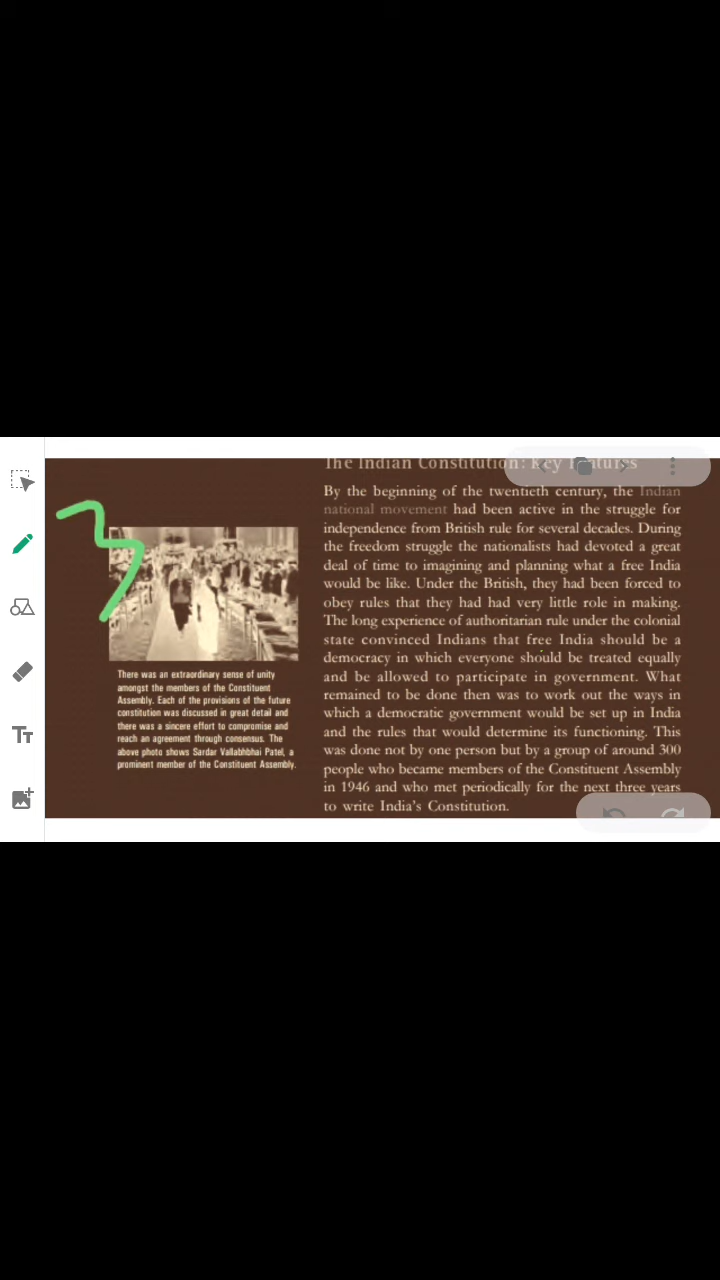 The Indian Constitution: Key Features
By the beginning of the twentieth century, the Indian
national movement had been active in the struggle for
independence from British rule for several decades. During
the freedom struggle the nationalists had devoted a great
deal of time to imagining and planning what a free India
would be like. Under the British, they had been forced to
obey rules that they had had very little role in making.
The long experience of authoritarian rule under the colonial
state convinced Indians that free India should be a
democracy in which everyone should be treated equally
and be allowed to participate in government. What
remained to be done then was to work out the ways in
which a democratic government would be set up in India
and the rules that would determine its functioning. This
was done not by one person but by a group of around 300
people who became members of the Constituent Assembly
in 1946 and who met periodically for the next three years
to write India's Constitution.
There was an extraordinary sense of unity
amongst the members of the Constituent
Assembly. Each of the provisions of the future
constitution was discussed in great detail and
there was a sincere effort to compromise and
reach an agreement through consensus. The
above photo shows Sardar Vallabhbhai Patel, a
prominent member of the Constituent Assembly.
Tт